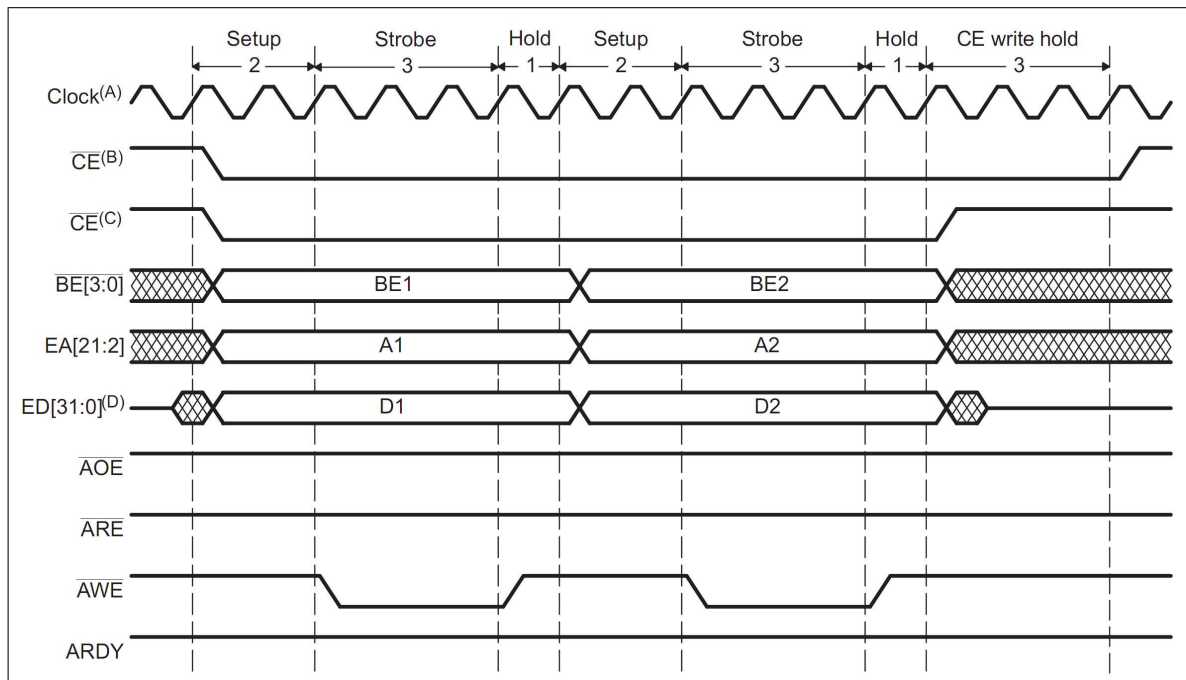 Setup Strobe Hold Setup Strobe Hold CE write hold
2 3 1 2 3 1 3
Clock(A)
CE(B)
CE(C)
BE[3:0] BE1 BE2
EA[21:2] A1 A2
ED[31:0](D) D1 D2
AOE
ARE
AWE
ARDY